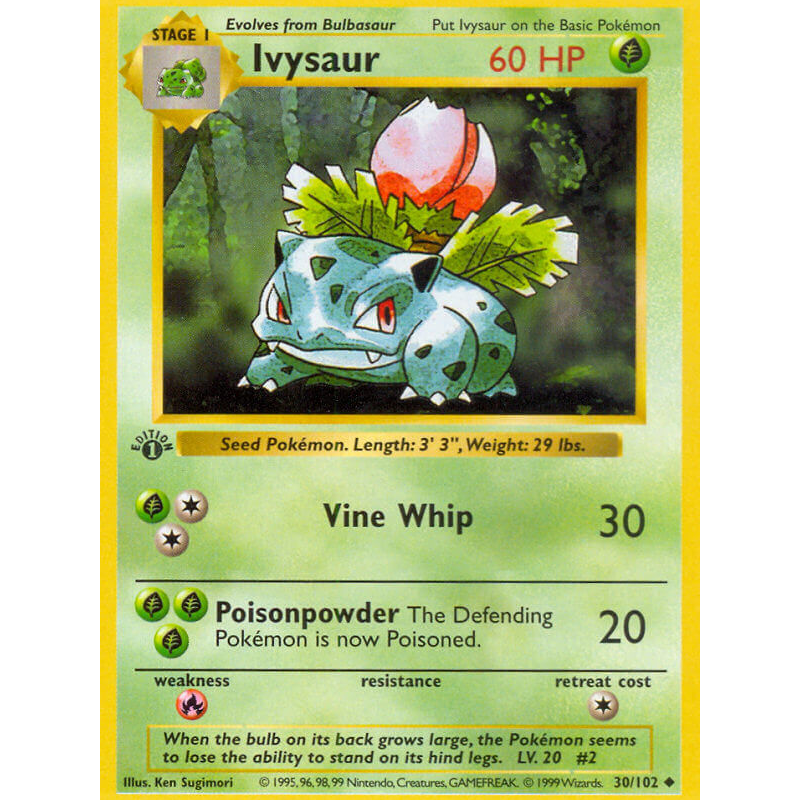 Evolves from Bulbasaur Put Ivysaur on the Basic Pokémon
STAGE 1
Ivysaur 60 HP
EDITION
1
Seed Pokémon. Length: 3' 3", Weight: 29 lbs.
Vine Whip 30
Poisonpowder The Defending
Pokémon is now Poisoned. 20
weakness resistance retreat cost
When the bulb on its back grows large, the Pokémon seems
to lose the ability to stand on its hind legs. LV. 20 #2
Illus. Ken Sugimori © 1995, 96, 98, 99 Nintendo, Creatures, GAMEFREAK. © 1999 Wizards. 30/102